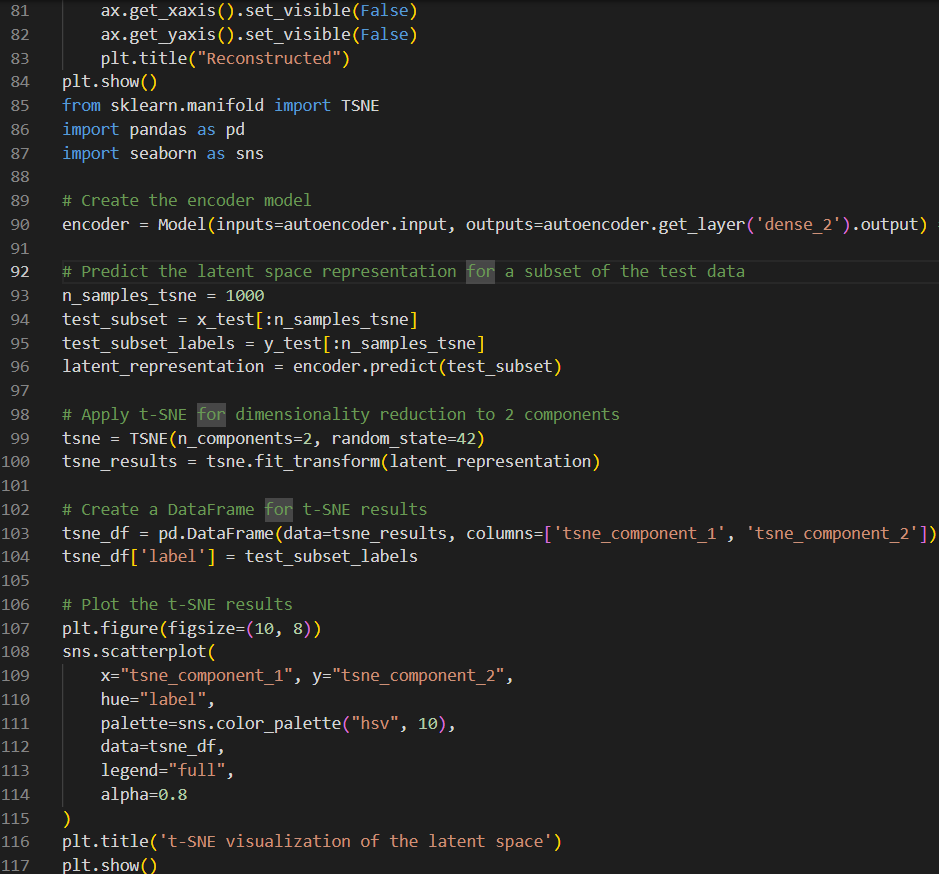 81 ax.get_xaxis().set_visible(False)
82 ax.get_yaxis().set_visible(False)
83 plt.title("Reconstructed")
84 plt.show()
85 from sklearn.manifold import TSNE
86 import pandas as pd
87 import seaborn as sns
88
89 # Create the encoder model
90 encoder = Model(inputs=autoencoder.input, outputs=autoencoder.get_layer('dense_2').output)
91
92 # Predict the latent space representation for a subset of the test data
93 n_samples_tsne = 1000
94 test_subset = x_test[:n_samples_tsne]
95 test_subset_labels = y_test[:n_samples_tsne]
96 latent_representation = encoder.predict(test_subset)
97
98 # Apply t-SNE for dimensionality reduction to 2 components
99 tsne = TSNE(n_components=2, random_state=42)
100 tsne_results = tsne.fit_transform(latent_representation)
101
102 # Create a DataFrame for t-SNE results
103 tsne_df = pd.DataFrame(data=tsne_results, columns=['tsne_component_1', 'tsne_component_2'])
104 tsne_df['label'] = test_subset_labels
105
106 # Plot the t-SNE results
107 plt.figure(figsize=(10, 8))
108 sns.scatterplot(
109 x="tsne_component_1", y="tsne_component_2",
110 hue="label",
111 palette=sns.color_palette("hsv", 10),
112 data=tsne_df,
113 legend="full",
114 alpha=0.8
115 )
116 plt.title('t-SNE visualization of the latent space')
117 plt.show()